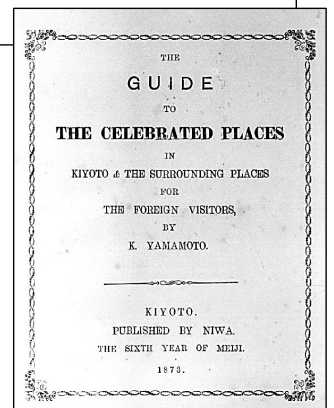 THE
GUIDE
TO
THE CELEBRATED PLACES
IN
KIYOTO & THE SURROUNDING PLACES
FOR
THE FOREIGN VISITORS,
BY
K. YAMAMOTO.
KIYOTO.
PUBLISHED BY NIWA.
THE SIXTH YEAR OF MEIJI.
1873.